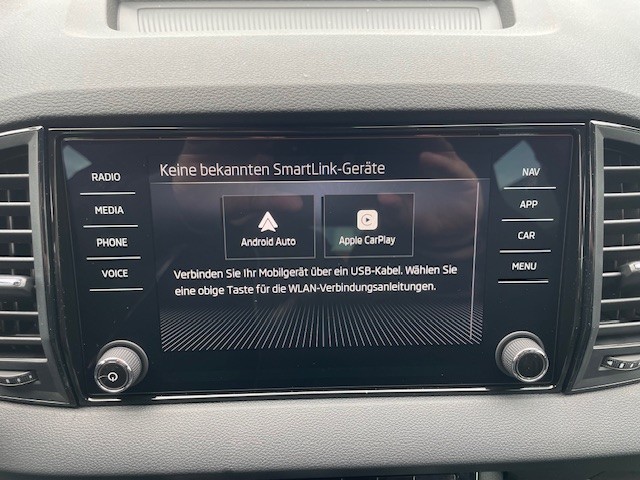 RADIO
MEDIA
PHONE
VOICE
Keine bekannten SmartLink-Geräte
Android Auto
Apple CarPlay
Verbinden Sie Ihr Mobilgerät über ein USB-Kabel. Wählen Sie
eine obige Taste für die WLAN-Verbindungsanleitungen.
NAV
APP
CAR
MENU